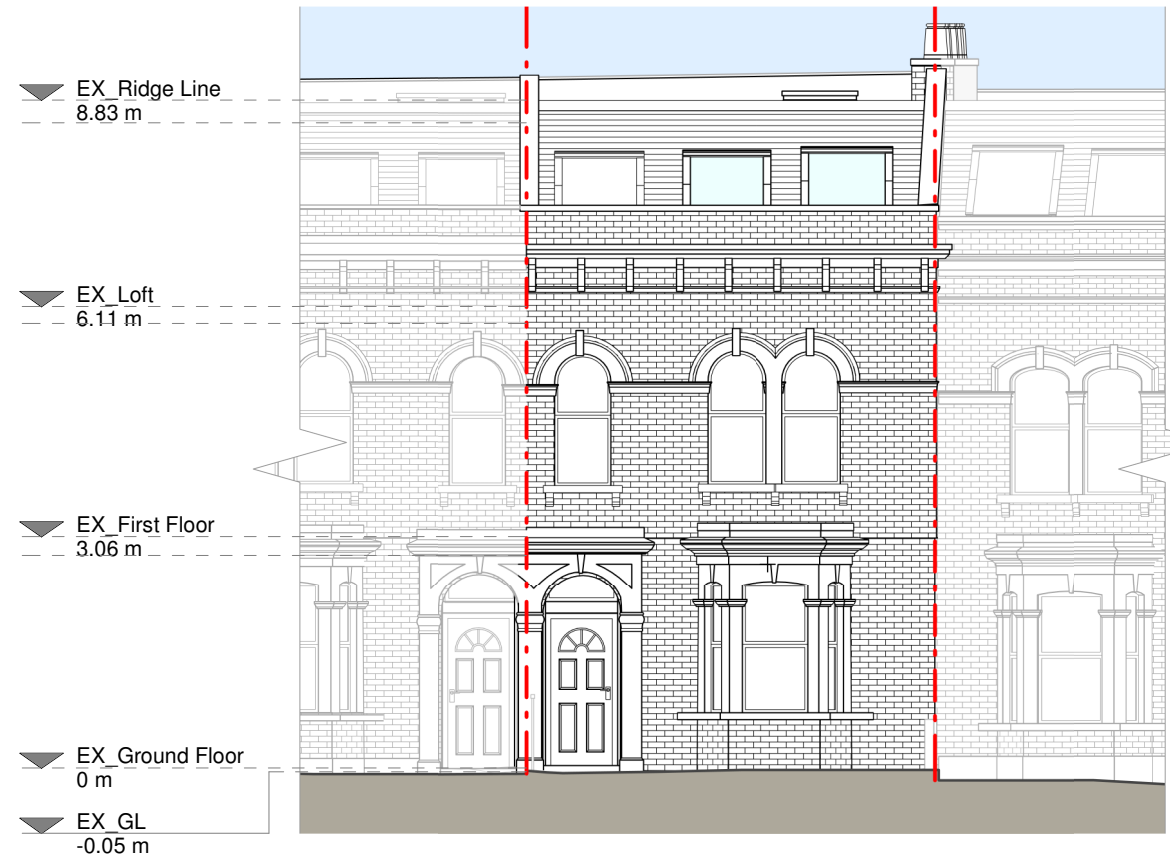 EX_Ridge Line
8.83 m
EX_Loft
6.11 m
EX_First Floor
3.06 m
EX_Ground Floor
0 m
EX_GL
-0.05 m